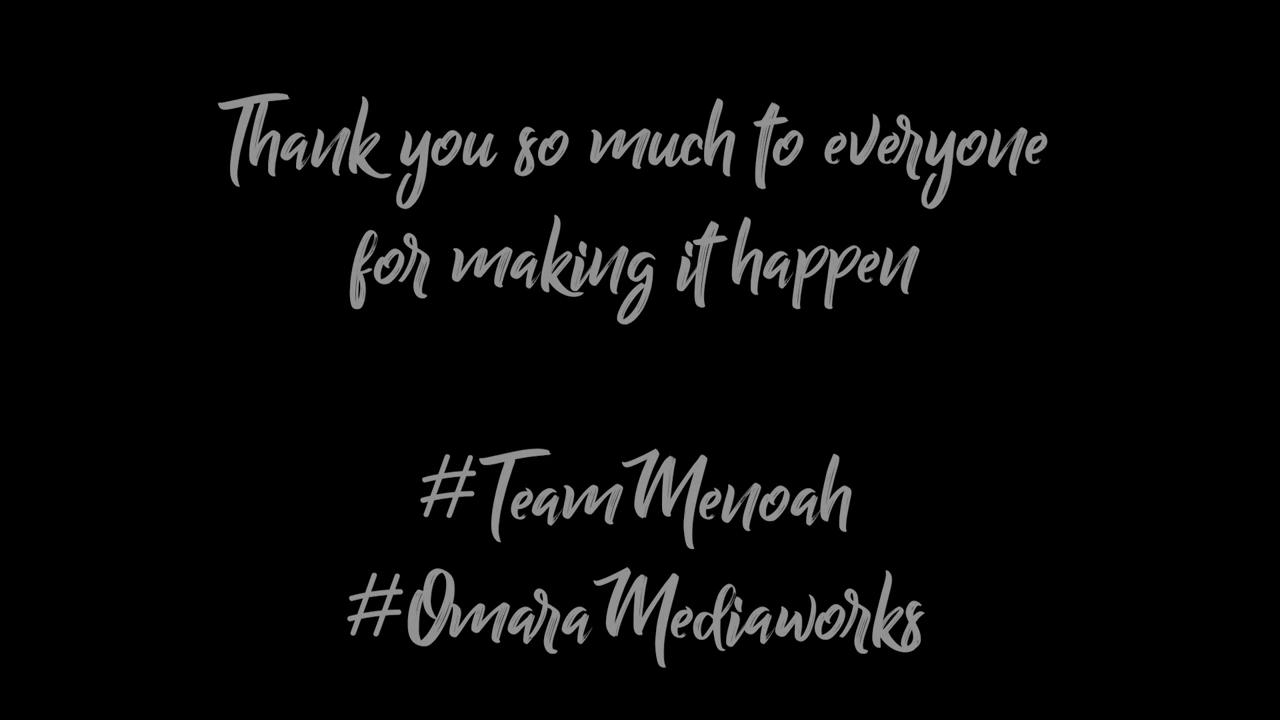 Thank you so much to everyone
for making it happen
#TeamMenoah
#OmaraMediaworks